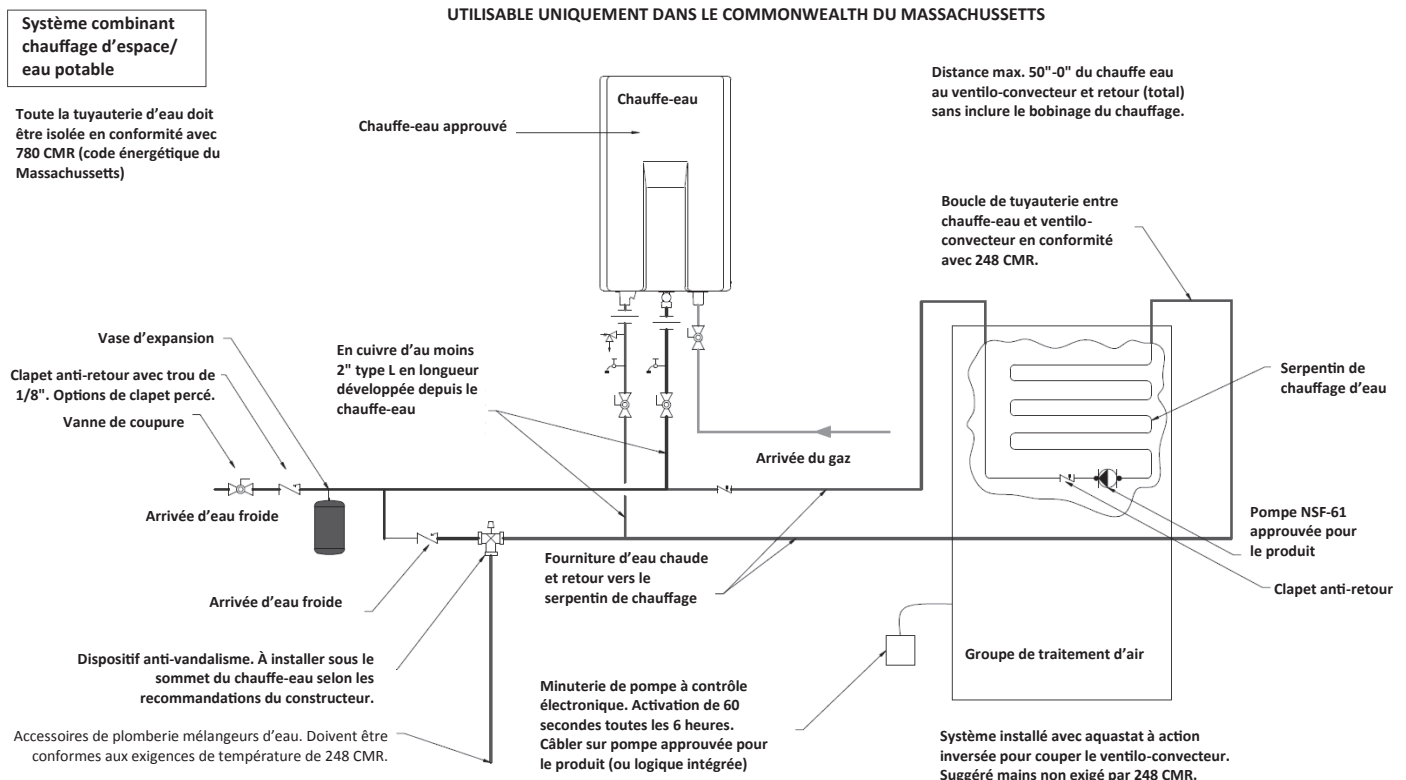 UTILISABLE UNIQUEMENT DANS LE COMMONWEALTH DU MASSACHUSSETTS
Système combinant
chauffage d'espace/
eau potable
Toute la tuyauterie d'eau doit
être isolée en conformité avec
780 CMR (code énergétique du
Massachussetts)
Chauffe-eau
Chauffe-eau approuvé
Distance max. 50"-0" du chauffe eau
au ventilo-convecteur et retour (total)
sans inclure le bobinage du chauffage.
Boucle de tuyauterie entre
chauffe-eau et ventilo-
convecteur en conformité
avec 248 CMR.
Vase d'expansion
Clapet anti-retour avec trou de
1/8". Options de clapet percé.
Vanne de coupure
En cuivre d'au moins
2" type L en longueur
développée depuis le
chauffe-eau
Serpentin de
chauffage d'eau
Arrivée du gaz
Arrivée d'eau froide
Pompe NSF-61
approuvée pour
le produit
Clapet anti-retour
Fourniture d'eau chaude
et retour vers le
serpentin de chauffage
Arrivée d'eau froide
Dispositif anti-vandalisme. À installer sous le
sommet du chauffe-eau selon les
recommandations du constructeur.
Groupe de traitement d'air
Minuterie de pompe à contrôle
électronique. Activation de 60
secondes toutes les 6 heures.
Câbler sur pompe approuvée pour
le produit (ou logique intégrée)
Accessoires de plomberie mélangeurs d'eau. Doivent être
conformes aux exigences de température de 248 CMR.
Système installé avec aquastat à action
inversée pour couper le ventilo-convecteur.
Suggéré mains non exigé par 248 CMR.